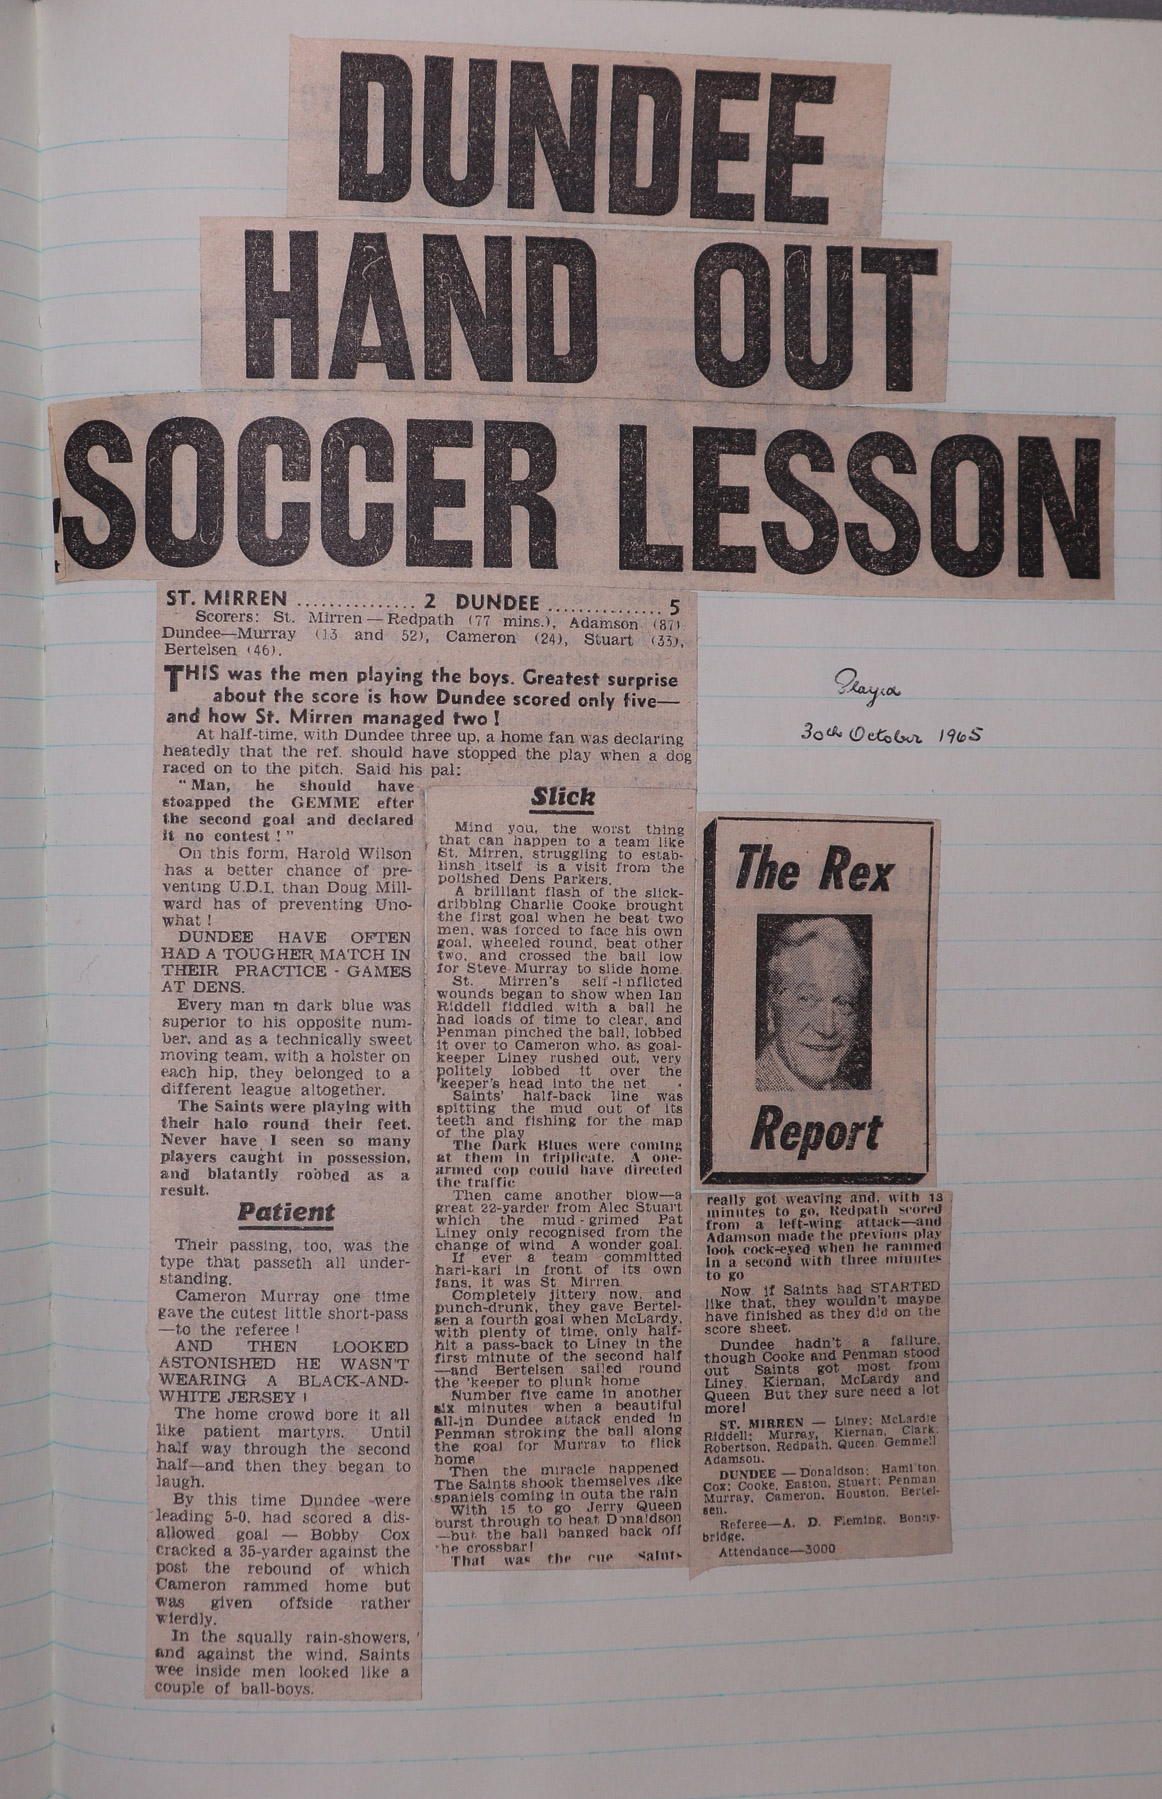 DUNDEE
HAND OUT
SOCCER LESSON
ST. MIRREN ............... 2 DUNDEE ............... 5
Scorers: St. Mirren — Redpath (77 mins.), Adamson (87)
Dundee—Murray (13 and 52), Cameron (24), Stuart (33),
Bertelsen (46).
THIS was the men playing the boys. Greatest surprise
about the score is how Dundee scored only five—
and how St. Mirren managed two !
At half-time, with Dundee three up, a home fan was declaring
heatedly that the ref. should have stopped the play when a dog
raced on to the pitch. Said his pal:
"Man, he should have
stoapped the GEMME efter
the second goal and declared
it no contest ! "
On this form, Harold Wilson
has a better chance of pre-
venting U.D.I. than Doug Mill-
ward has of preventing Uno-
what !
DUNDEE HAVE OFTEN
HAD A TOUGHER MATCH IN
THEIR PRACTICE - GAMES
AT DENS.
Every man in dark blue was
superior to his opposite num-
ber, and as a technically sweet
moving team, with a holster on
each hip, they belonged to a
different league altogether.
The Saints were playing with
their halo round their feet.
Never have I seen so many
players caught in possession,
and blatantly robbed as a
result.
Patient
Their passing, too, was the
type that passeth all under-
standing.
Cameron Murray one time
gave the cutest little short-pass
—to the referee !
AND THEN LOOKED
ASTONISHED HE WASN'T
WEARING A BLACK-AND-
WHITE JERSEY !
The home crowd bore it all
like patient martyrs. Until
half way through the second
half—and then they began to
laugh.
By this time Dundee were
leading 5-0, had scored a dis-
allowed goal — Bobby Cox
cracked a 35-yarder against the
post the rebound of which
Cameron rammed home but
was given offside rather
wierdly.
In the squally rain-showers,
and against the wind, Saints
wee inside men looked like a
couple of ball-boys.
Slick
Mind you, the worst thing
that can happen to a team like
St. Mirren, struggling to estab-
linsh itself is a visit from the
polished Dens Parkers.
A brilliant flash of the slick-
dribbing Charlie Cooke brought
the first goal when he beat two
men, was forced to face his own
goal, wheeled round, beat other
two, and crossed the ball low
for Steve Murray to slide home.
St. Mirren's self-inflicted
wounds began to show when Ian
Riddell fiddled with a ball he
had loads of time to clear, and
Penman pinched the ball, lobbed
it over to Cameron who, as goal-
keeper Liney rushed out, very
politely lobbed it over the
'keeper's head into the net.
Saints' half-back line was
spitting the mud out of its
teeth and fishing for the map
of the play
The Dark Blues were coming
at them in triplicate. A one-
armed cop could have directed
the traffic
Then came another blow—a
great 22-yarder from Alec Stuart
which the mud-grimed Pat
Liney only recognised from the
change of wind A wonder goal.
If ever a team committed
hari-kari in front of its own
fans, it was St Mirren
Completely jittery now, and
punch-drunk, they gave Bertel-
sen a fourth goal when McLardy,
with plenty of time, only half-
hit a pass-back to Liney in the
first minute of the second half
—and Bertelsen sailed round
the 'keeper to plunk home
Number five came in another
six minutes when a beautiful
all-in Dundee attack ended in
Penman stroking the ball along
the goal for Murray to flick
home
Then the miracle happened
The Saints shook themselves like
spaniels coming in outa the rain
With 15 to go Jerry Queen
burst through to beat Donaldson
—but the ball banged back off
the crossbar!
That was the cue Saints
Played
30th October 1965
The Rex
Report
really got weaving and, with 13
minutes to go, Redpath scored
from a left-wing attack—and
Adamson made the previous play
look cock-eyed when he rammed
in a second with three minutes
to go
Now, if Saints had STARTED
like that, they wouldn't maybe
have finished as they did on the
score sheet.
Dundee hadn't a failure,
though Cooke and Penman stood
out Saints got most from
Liney, Kiernan, McLardy and
Queen But they sure need a lot
more!
ST. MIRREN — Liney; McLardie
Riddell; Murray, Kiernan, Clark,
Robertson, Redpath, Queen, Gemmell
Adamson.
DUNDEE — Donaldson; Hamilton,
Cox; Cooke, Easton, Stuart; Penman
Murray, Cameron, Houston, Bertel-
sen.
Referee—A. D. Fleming, Bonny-
bridge.
Attendance—3000